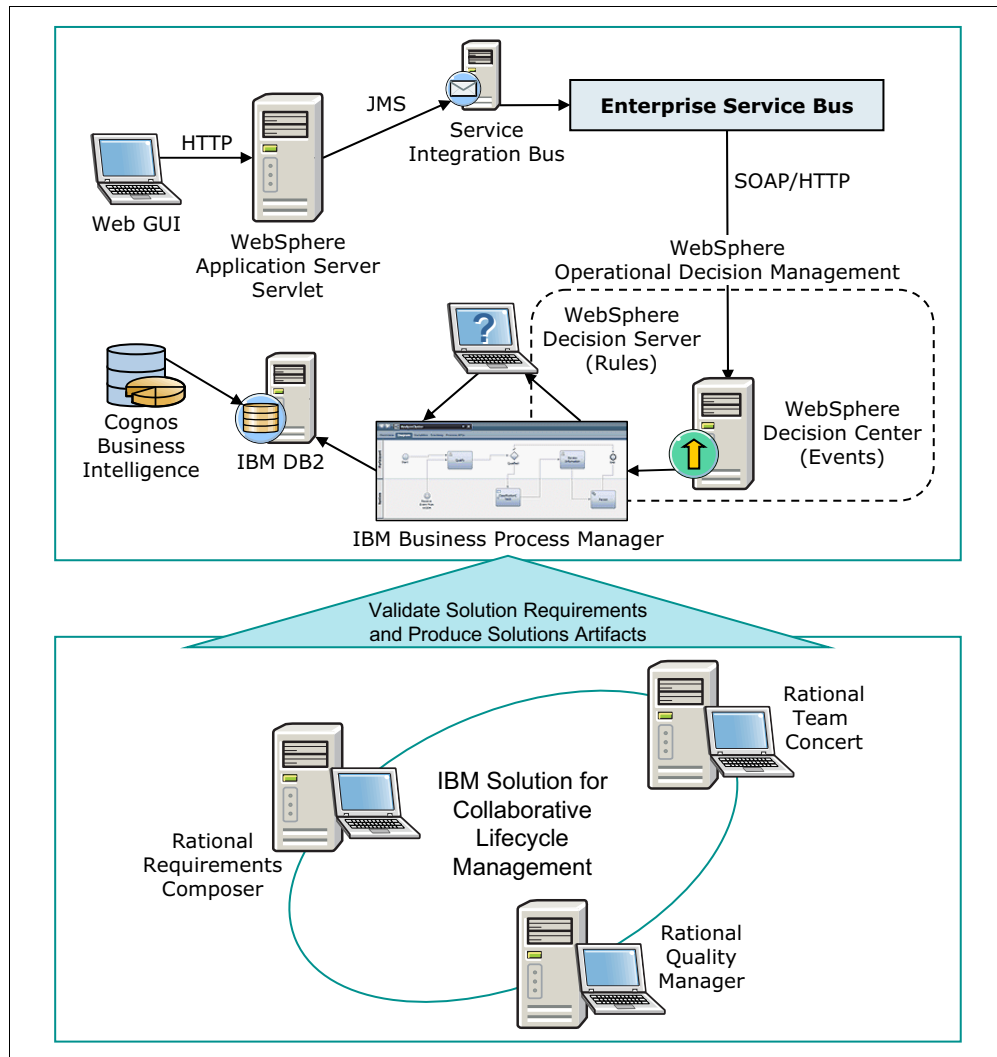 HTTP
JMS
Service
Integration Bus
Enterprise Service Bus
Web GUI
WebSphere
Application Server
Servlet
SOAP/HTTP
WebSphere
Operational Decision Management
WebSphere
Decision Server
(Rules)
?
Cognos
Business
Intelligence
IBM DB2
WebSphere
Decision Center
(Events)
IBM Business Process Manager
Validate Solution Requirements
and Produce Solutions Artifacts
Rational
Team
Concert
IBM Solution for
Collaborative
Lifecycle
Management
Rational
Requirements
Composer
Rational
Quality
Manager